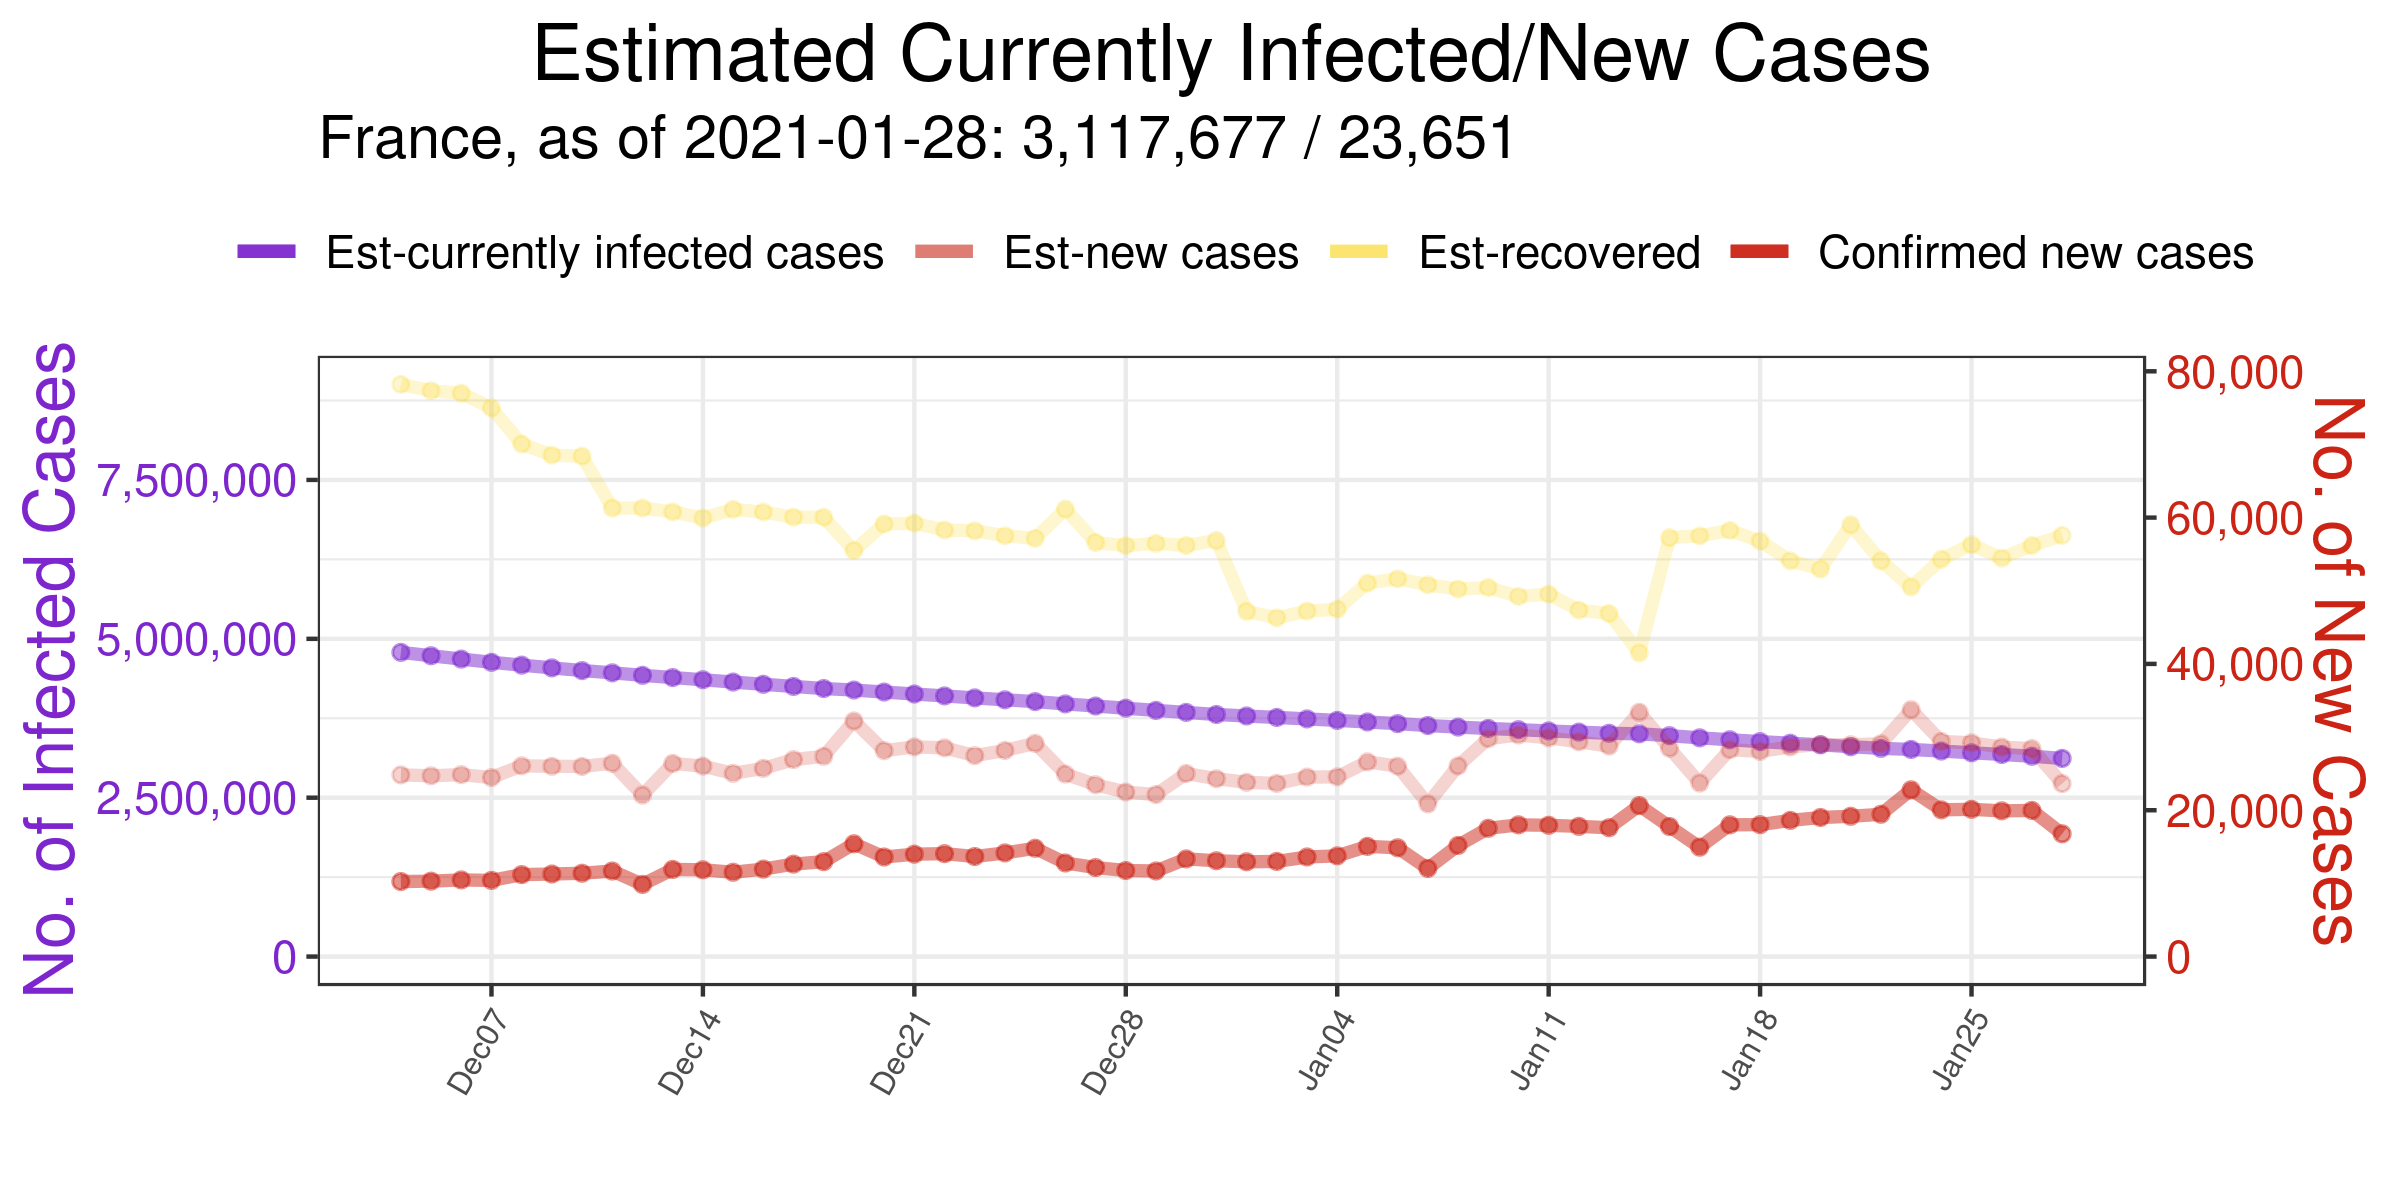 Estimated Currently Infected/New Cases
France, as of 2021-01-28: 3,117,677 / 23,651
Est-currently infected cases Est-new cases Est-recovered Confirmed new cases
No. of Infected Cases
7,500,000
5,000,000
2,500,000
0
80,000
60,000
40,000
20,000
0
No. of New Cases
Dec07 Dec14 Dec21 Dec28 Jan04 Jan11 Jan18 Jan25